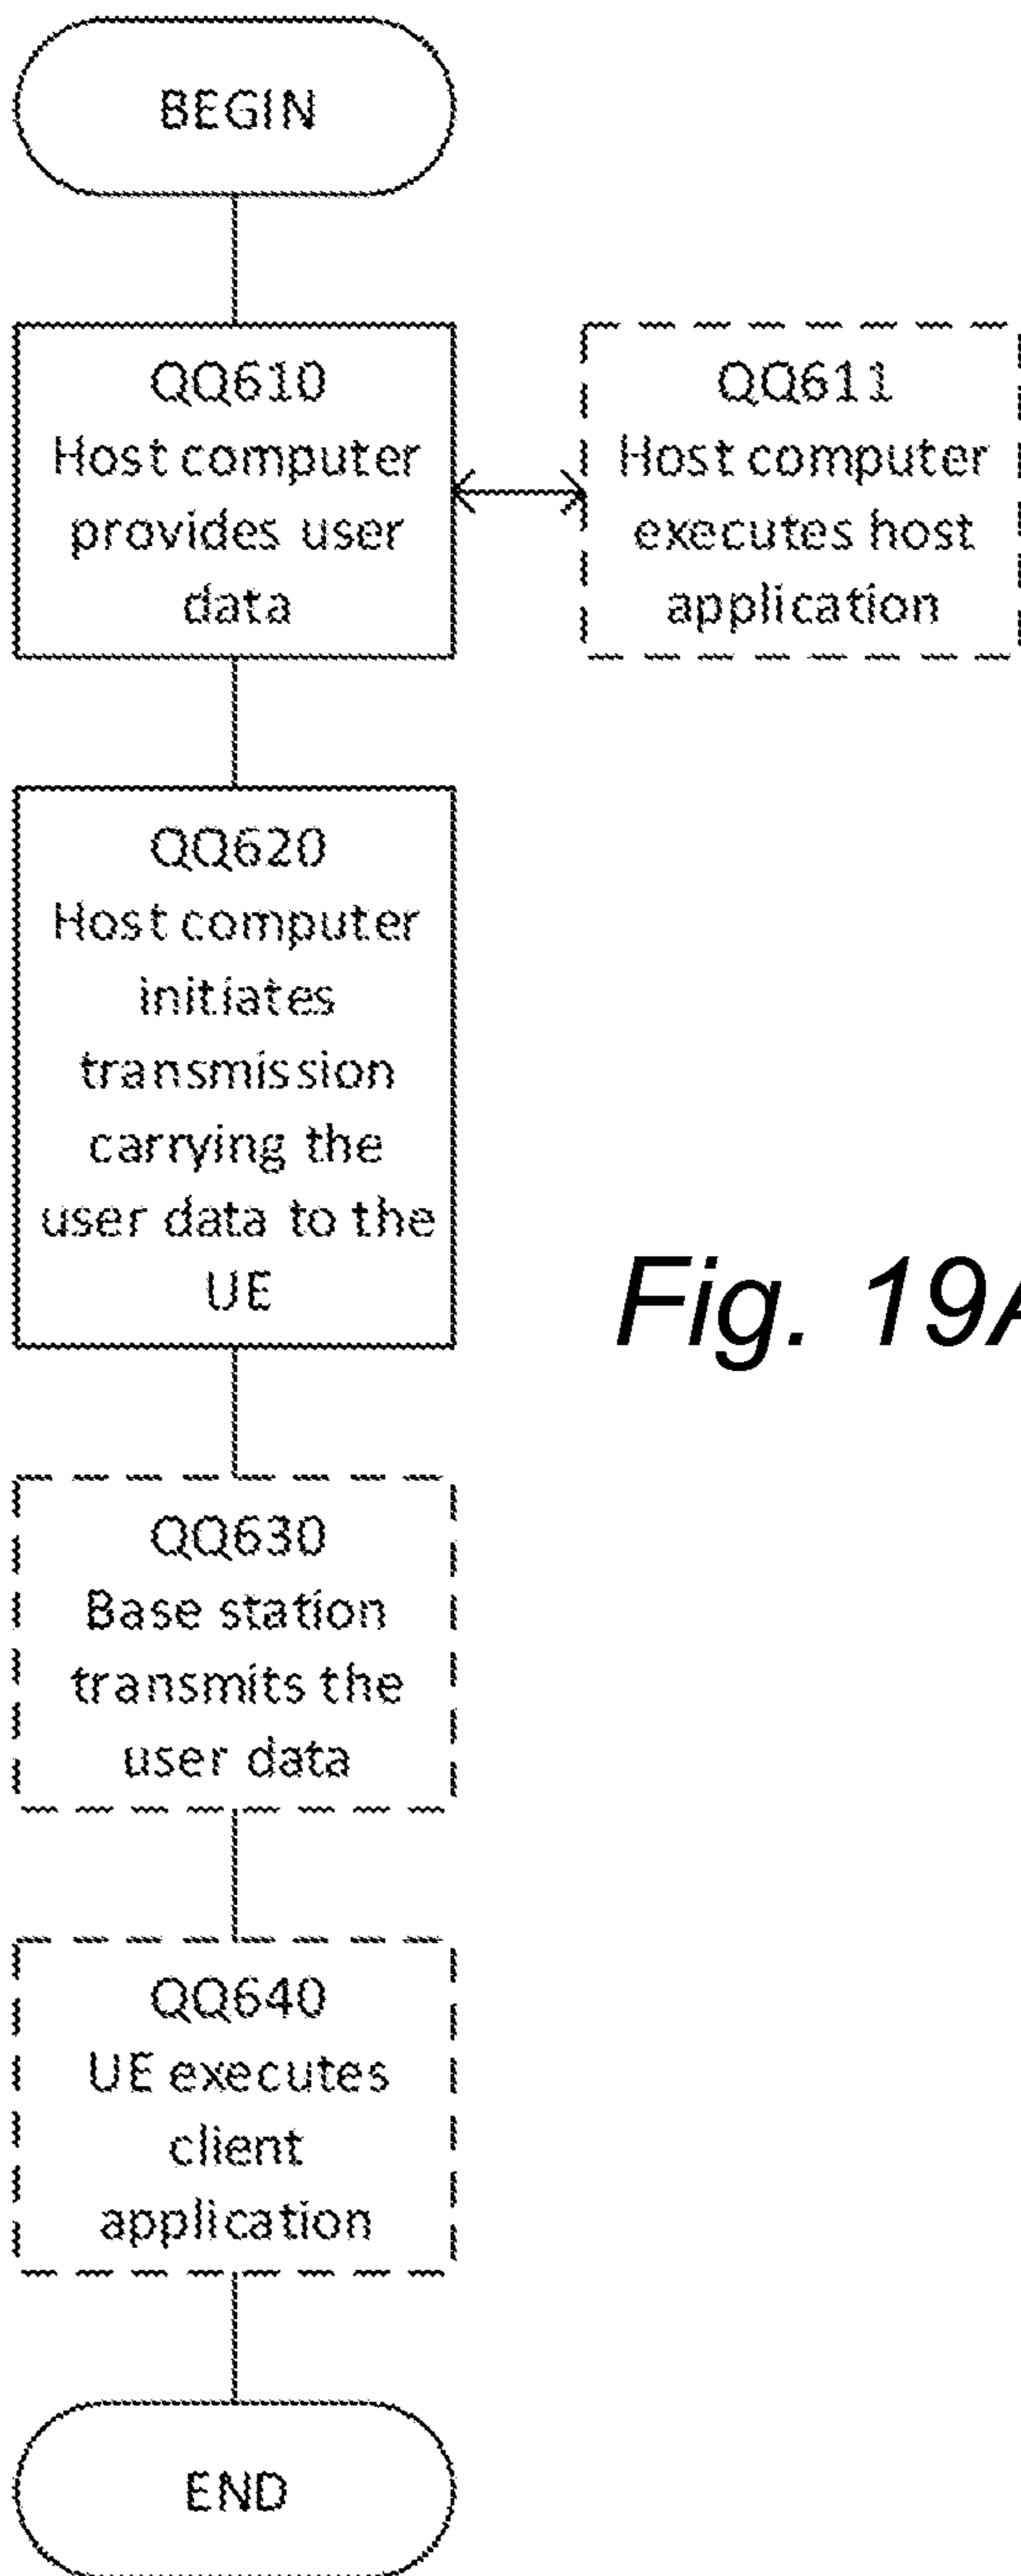 BEGIN
QQ610
Host computer
provides user
data
QQ611
Host computer
executes host
application
QQ620
Host computer
initiates
transmission
carrying the
user data to the
UE
Fig. 19A
QQ630
Base station
transmits the
user data
QQ640
UE executes
client
application
END